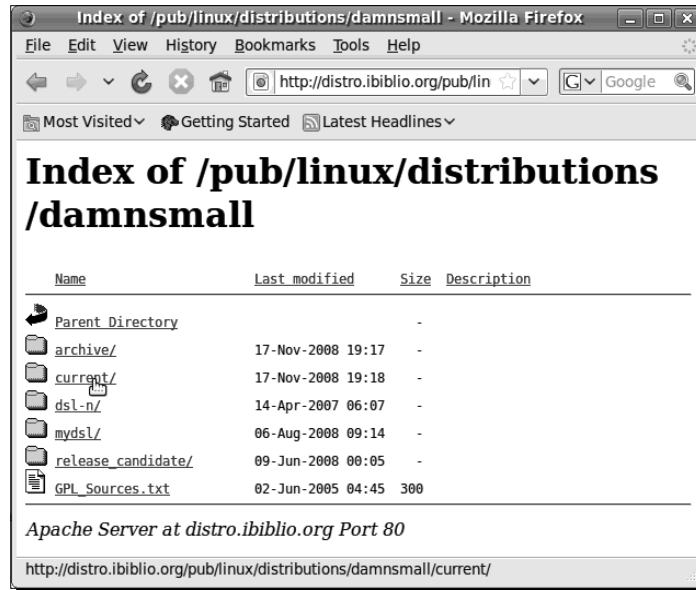 Index of /pub/linux/distributions/damnsmall - Mozilla Firefox
File Edit View History Bookmarks Tools Help
http://distro.ibiblio.org/pub/lin G Google
Most Visited Getting Started Latest Headlines
Index of /pub/linux/distributions
/damnsmall
Name Last modified Size Description
Parent Directory -
archive/ 17-Nov-2008 19:17 -
current/ 17-Nov-2008 19:18 -
dsl-n/ 14-Apr-2007 06:07 -
mydsl/ 06-Aug-2008 09:14 -
release_candidate/ 09-Jun-2008 00:05 -
GPL_Sources.txt 02-Jun-2005 04:45 300
Apache Server at distro.ibiblio.org Port 80
http://distro.ibiblio.org/pub/linux/distributions/damnsmall/current/